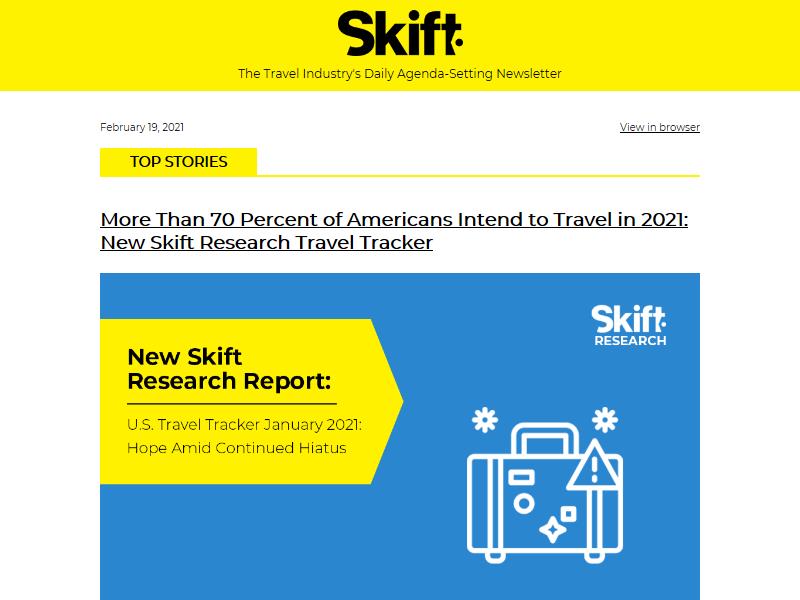 Skift
The Travel Industry's Daily Agenda-Setting Newsletter
February 19, 2021
View in browser
TOP STORIES
More Than 70 Percent of Americans Intend to Travel in 2021:
New Skift Research Travel Tracker
Skift
RESEARCH
New Skift
Research Report:
U.S. Travel Tracker January 2021:
Hope Amid Continued Hiatus